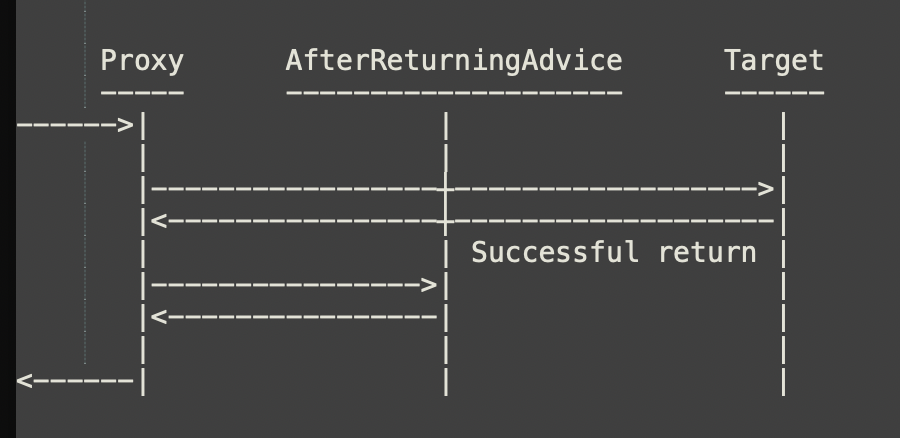 Proxy AfterReturningAdvice Target
----- -------------------- ------
------>| | |
| | |
|------------------+------------------->|
|<-----------------+--------------------|
| | Successful return |
|----------------->| |
|<-----------------| |
| | |
<------| | |